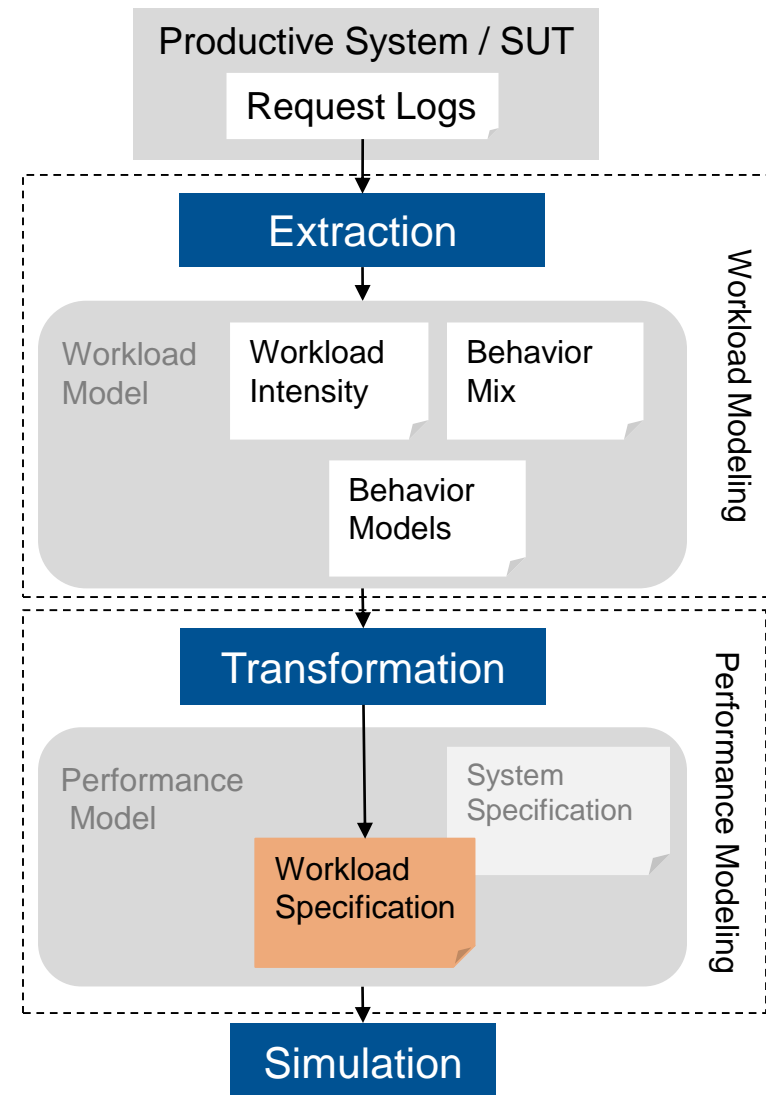 Productive System / SUT
Request Logs
Extraction
Workload Modeling
Workload
Model
Workload
Intensity
Behavior
Mix
Behavior
Models
Transformation
Performance Modeling
Performance
Model
System
Specification
Workload
Specification
Simulation